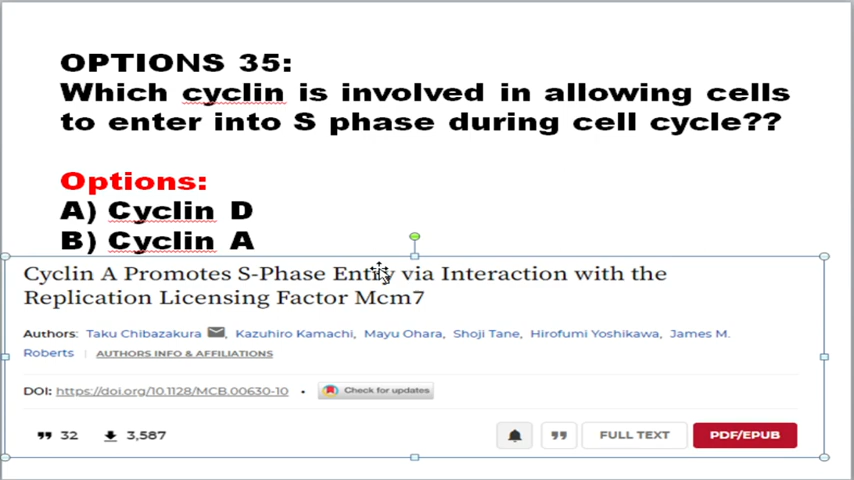 OPTIONS 35:
Which cyclin is involved in allowing cells
to enter into S phase during cell cycle??
Options:
A) Cyclin D
B) Cyclin A
Cyclin A Promotes S-Phase Entry via Interaction with the
Replication Licensing Factor Mcm7
Authors: Taku Chibazakura, Kazuhiro Kamachi, Mayu Ohara, Shoji Tane, Hirofumi Yoshikawa, James M.
Roberts | AUTHORS INFO & AFFILIATIONS
DOI: https://doi.org/10.1128/MCB.00630-10 • Check for updates
32 3,587 FULL TEXT PDF/EPUB